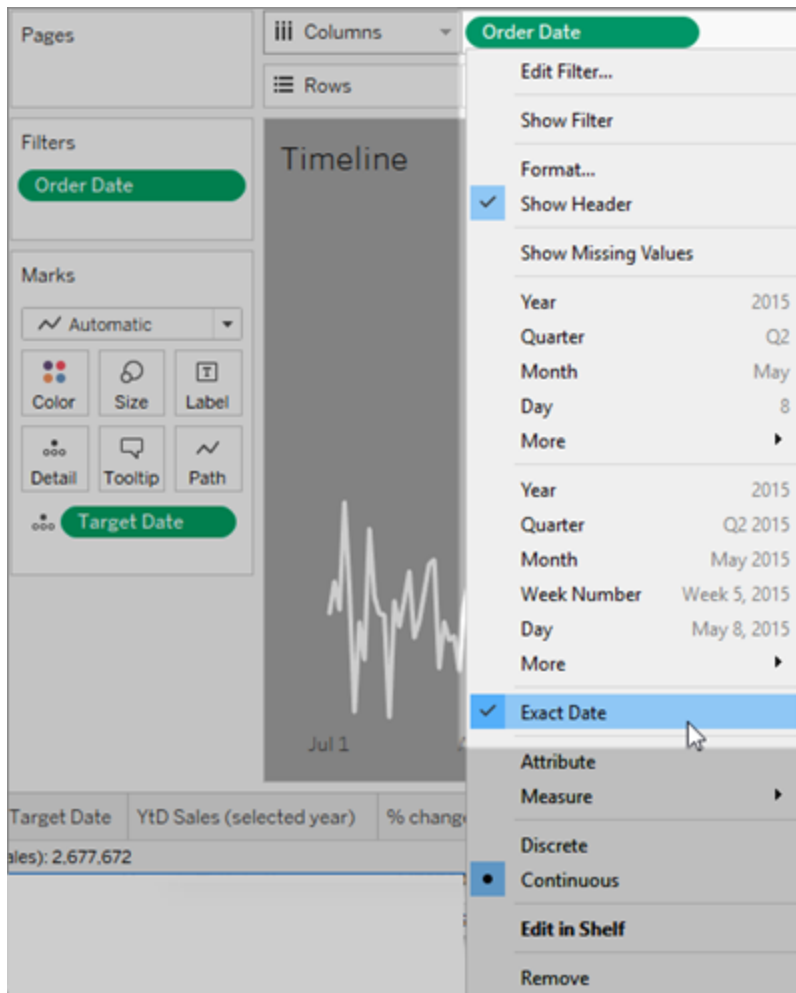 Pages
Columns
Order Date
Rows
Filters
Order Date
Marks
Automatic
Color
Size
Label
Detail
Tooltip
Path
Target Date
Timeline
Jul 1
Edit Filter...
Show Filter
Format...
Show Header
Show Missing Values
Year 2015
Quarter Q2
Month May
Day 8
More
Year 2015
Quarter Q2 2015
Month May 2015
Week Number Week 5, 2015
Day May 8, 2015
More
Exact Date
Attribute
Measure
Discrete
Continuous
Edit in Shelf
Remove
Target Date YtD Sales (selected year) % chang
ales): 2,677,672